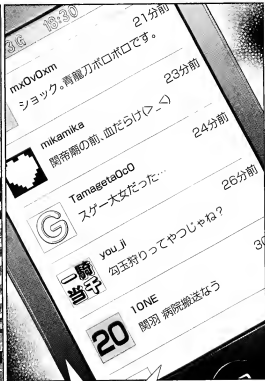 3G 18:30
21分前
mx0v0xm
ショック。青龍刀ボロボロです。
23分前
mikamika
関帝廟の前、血だらけ(>_<)
24分前
TamagetaOcO
スゲー大女だった…
G
26分前
you_ji
勾玉狩りってやつじゃね？
一騎当千
30
10NE
関羽 病院搬送なう
20